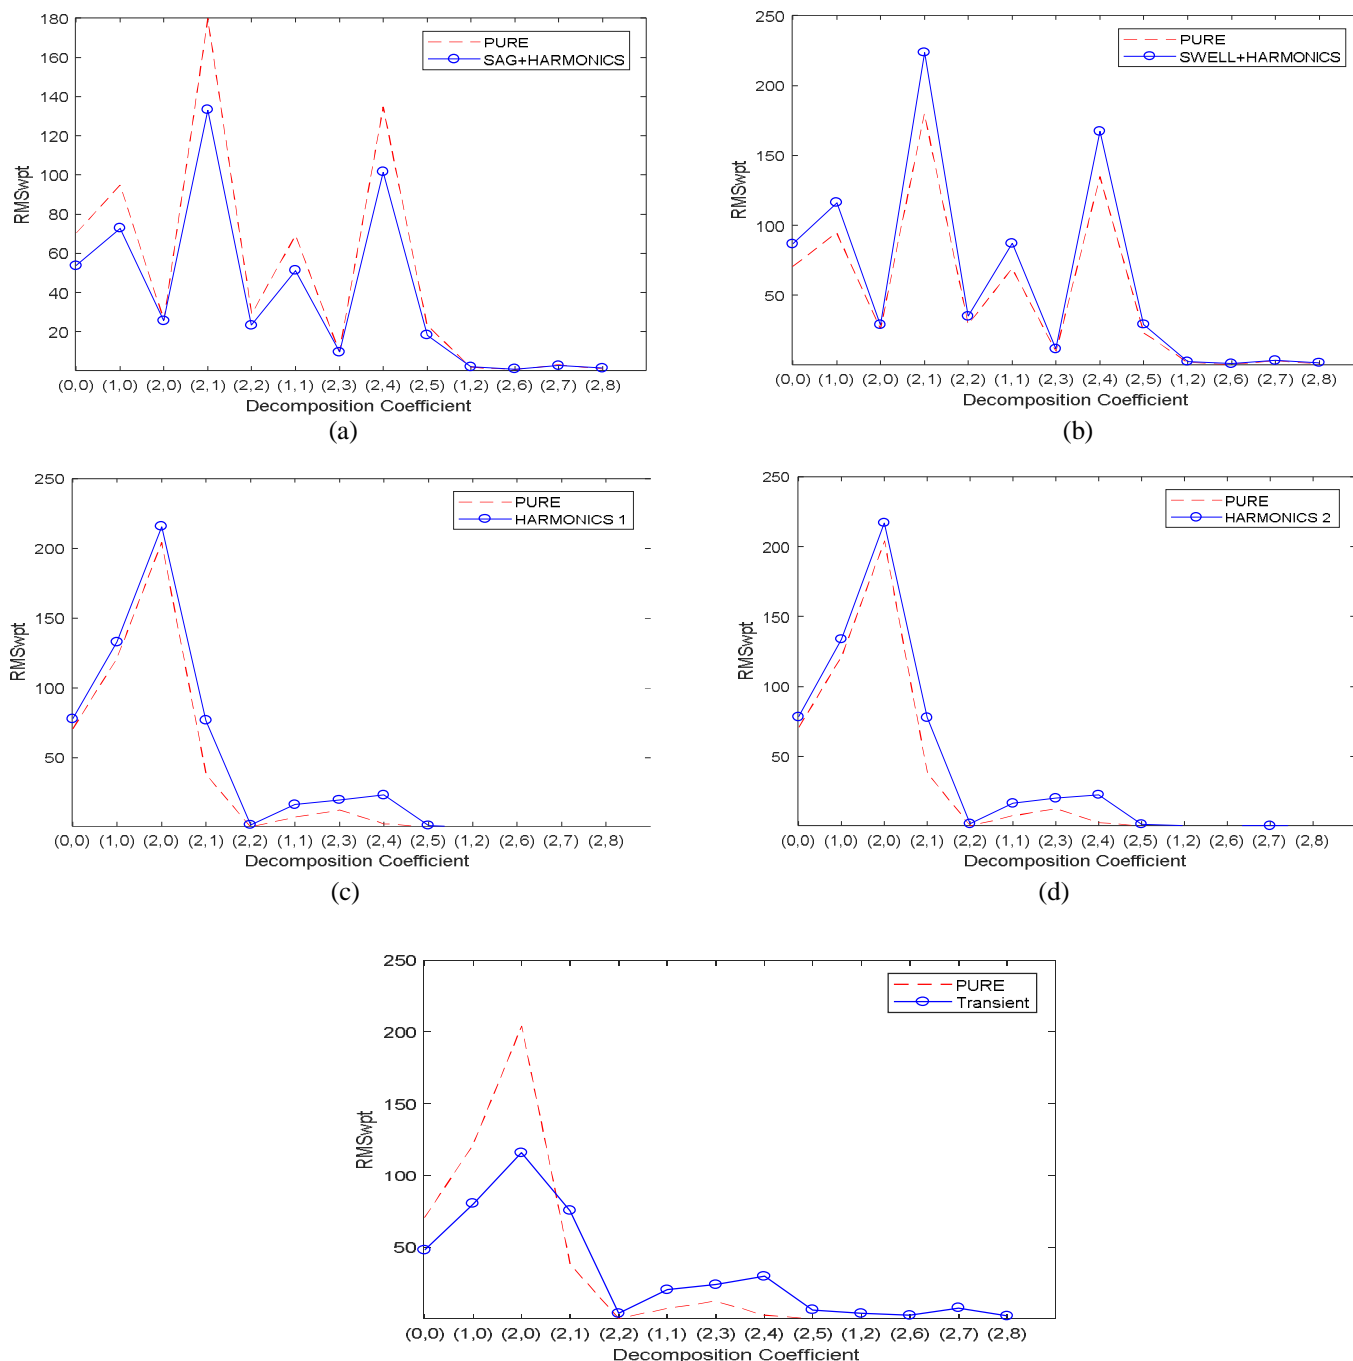 180
160
140
120
100
80
60
40
20
RMSwpt
PURE
SAG+HARMONICS
(0,0) (1,0) (2,0) (2,1) (2,2) (1,1) (2,3) (2,4) (2,5) (1,2) (2,6) (2,7) (2,8)
Decomposition Coefficient
(a)
250
200
150
100
50
RMSwpt
PURE
SWELL+HARMONICS
(0,0) (1,0) (2,0) (2,1) (2,2) (1,1) (2,3) (2,4) (2,5) (1,2) (2,6) (2,7) (2,8)
Decomposition Coefficient
(b)
250
200
150
100
50
RMSwpt
PURE
HARMONICS 1
(0,0) (1,0) (2,0) (2,1) (2,2) (1,1) (2,3) (2,4) (2,5) (1,2) (2,6) (2,7) (2,8)
Decomposition Coefficient
(c)
250
200
150
100
50
RMSwpt
PURE
HARMONICS 2
(0,0) (1,0) (2,0) (2,1) (2,2) (1,1) (2,3) (2,4) (2,5) (1,2) (2,6) (2,7) (2,8)
Decomposition Coefficient
(d)
250
200
150
100
50
RMSwpt
PURE
Transient
(0,0) (1,0) (2,0) (2,1) (2,2) (1,1) (2,3) (2,4) (2,5) (1,2) (2,6) (2,7) (2,8)
Decomposition Coefficient